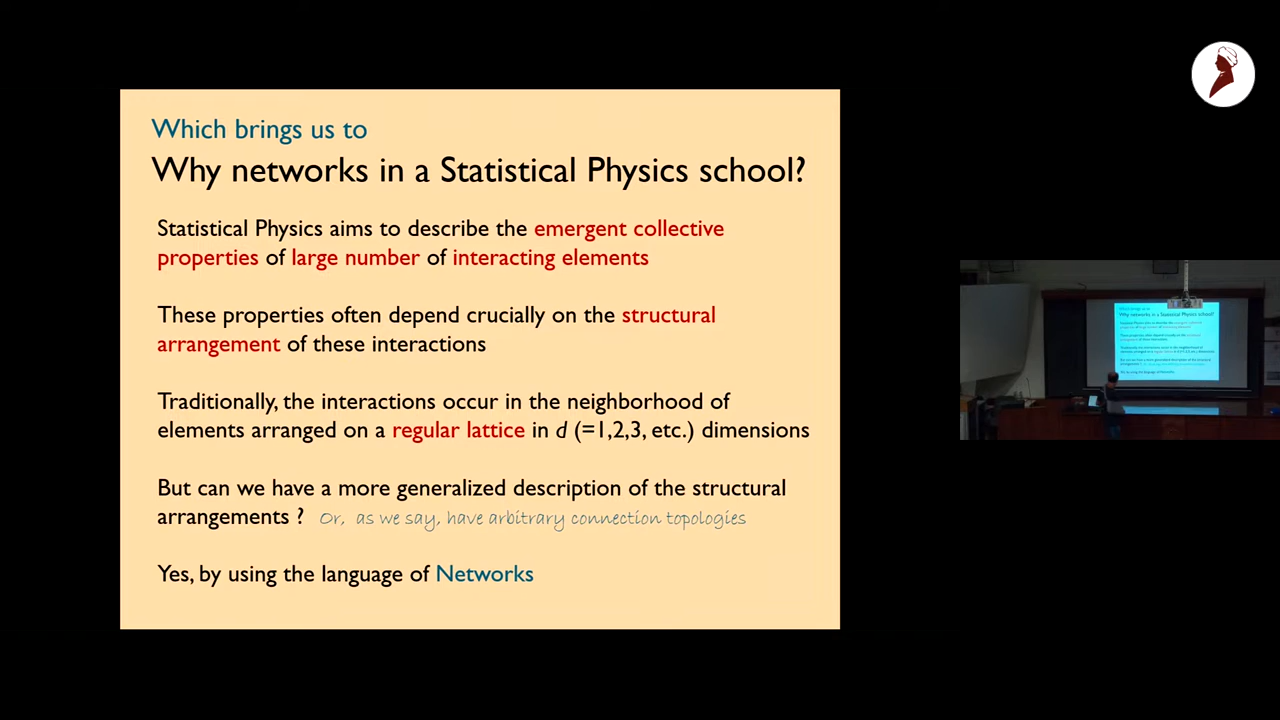 Which brings us to
Why networks in a Statistical Physics school?
Statistical Physics aims to describe the emergent collective
properties of large number of interacting elements
These properties often depend crucially on the structural
arrangement of these interactions
Traditionally, the interactions occur in the neighborhood of
elements arranged on a regular lattice in d (=1,2,3, etc.) dimensions
But can we have a more generalized description of the structural
arrangements ? Or, as we say, have arbitrary connection topologies
Yes, by using the language of Networks